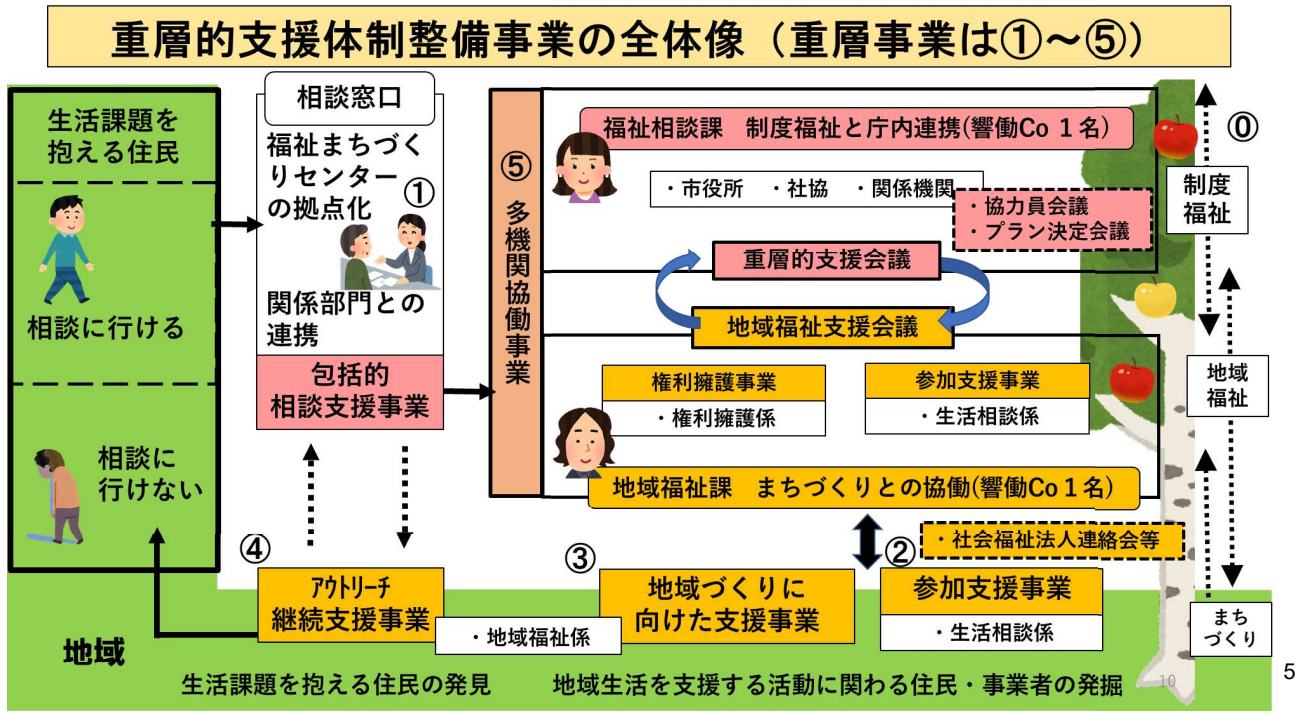 重層的支援体制整備事業の全体像（重層事業は①～⑤）
生活課題を
抱える住民
相談に行ける
相談に
行けない
相談窓口
福祉まちづく
りセンター
の拠点化
①
関係部門との
連携
包括的
相談支援事業
⑤
多機関協働事業
福祉相談課　制度福祉と庁内連携(響働Co １名)
・市役所　・社協　・関係機関
・協力員会議
・プラン決定会議
重層的支援会議
地域福祉支援会議
権利擁護事業
・権利擁護係
参加支援事業
・生活相談係
地域福祉課　まちづくりとの協働(響働Co １名)
⓪
制度
福祉
地域
福祉
まち
づくり
④
アウトリーチ
継続支援事業
・地域福祉係
③
地域づくりに
向けた支援事業
②
・社会福祉法人連絡会等
参加支援事業
・生活相談係
地域
生活課題を抱える住民の発見
地域生活を支援する活動に関わる住民・事業者の発掘
10
5